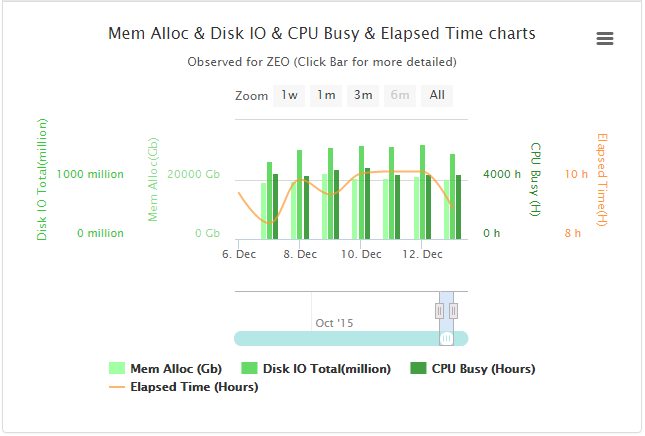 Mem Alloc & Disk IO & CPU Busy & Elapsed Time charts
Observed for ZEO (Click Bar for more detailed)
Zoom 1w 1m 3m 6m All
Disk IO Total(million)
1000 million
0 million
Mem Alloc(Gb)
20000 Gb
0 Gb
CPU Busy (H)
4000 h
0 h
Elapsed Time(H)
10 h
8 h
6. Dec 8. Dec 10. Dec 12. Dec
Oct '15
Mem Alloc (Gb) Disk IO Total(million) CPU Busy (Hours)
Elapsed Time (Hours)